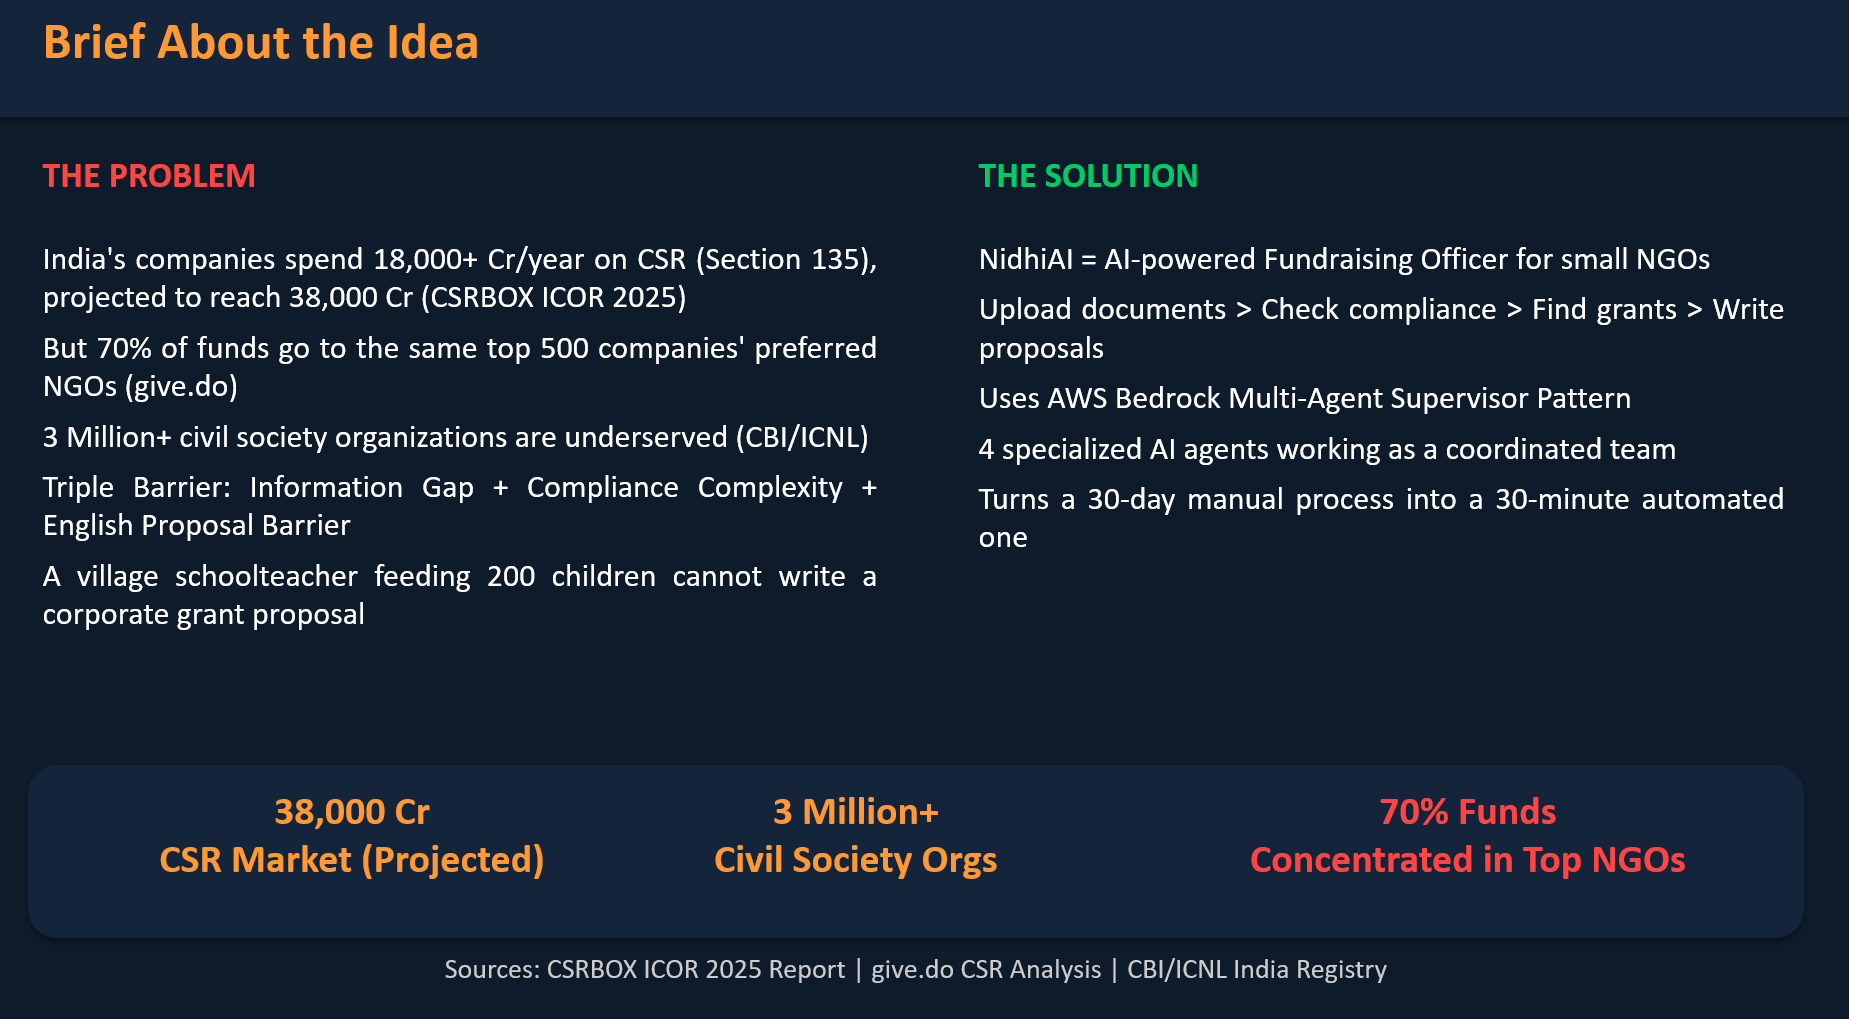 Brief About the Idea
THE PROBLEM
India's companies spend 18,000+ Cr/year on CSR (Section 135),
projected to reach 38,000 Cr (CSRBOX ICOR 2025)
But 70% of funds go to the same top 500 companies' preferred
NGOs (give.do)
3 Million+ civil society organizations are underserved (CBI/ICNL)
Triple Barrier: Information Gap + Compliance Complexity +
English Proposal Barrier
A village schoolteacher feeding 200 children cannot write a
corporate grant proposal
THE SOLUTION
NidhiAI = AI-powered Fundraising Officer for small NGOs
Upload documents > Check compliance > Find grants > Write
proposals
Uses AWS Bedrock Multi-Agent Supervisor Pattern
4 specialized AI agents working as a coordinated team
Turns a 30-day manual process into a 30-minute automated
one
38,000 Cr
CSR Market (Projected)
3 Million+
Civil Society Orgs
70% Funds
Concentrated in Top NGOs
Sources: CSRBOX ICOR 2025 Report | give.do CSR Analysis | CBI/ICNL India Registry